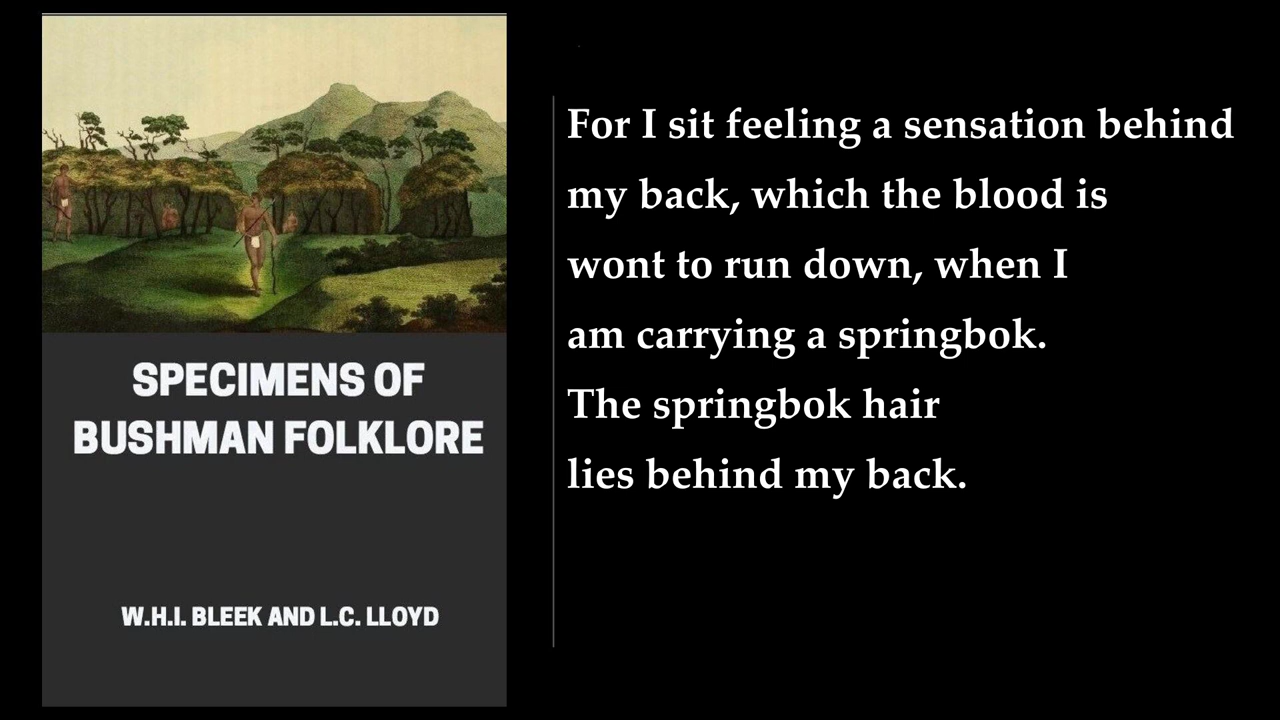 SPECIMENS OF
BUSHMAN FOLKLORE
W.H.I. BLEEK AND L.C. LLOYD
For I sit feeling a sensation behind
my back, which the blood is
wont to run down, when I
am carrying a springbok.
The springbok hair
lies behind my back.